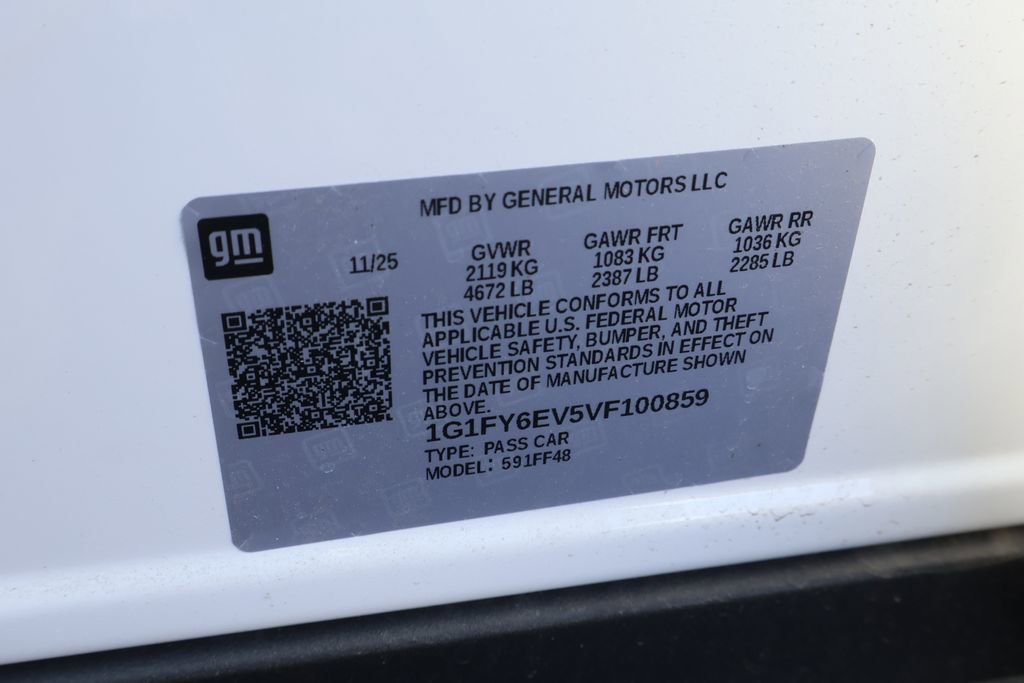 MFD BY GENERAL MOTORS LLC
gm
11/25
GVWR
2119 KG
4672 LB
GAWR FRT
1083 KG
2387 LB
GAWR RR
1036 KG
2285 LB
THIS VEHICLE CONFORMS TO ALL
APPLICABLE U.S. FEDERAL MOTOR
VEHICLE SAFETY, BUMPER, AND THEFT
PREVENTION STANDARDS IN EFFECT ON
THE DATE OF MANUFACTURE SHOWN
ABOVE.
1G1FY6EV5VF100859
TYPE: PASS CAR
MODEL: 591FF48